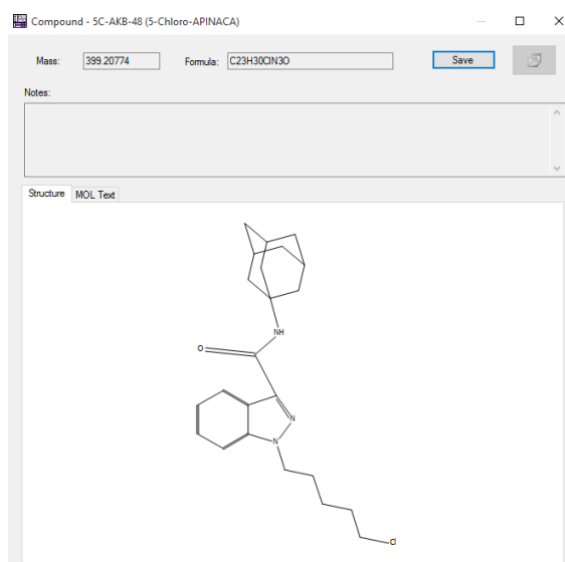 Compound - 5C-AKB-48 (5-Chloro-APINACA)
Mass: 399.20774 Formula: C23H30ClN3O Save
Notes:
Structure MOL Text
NH
O
N
N
Cl